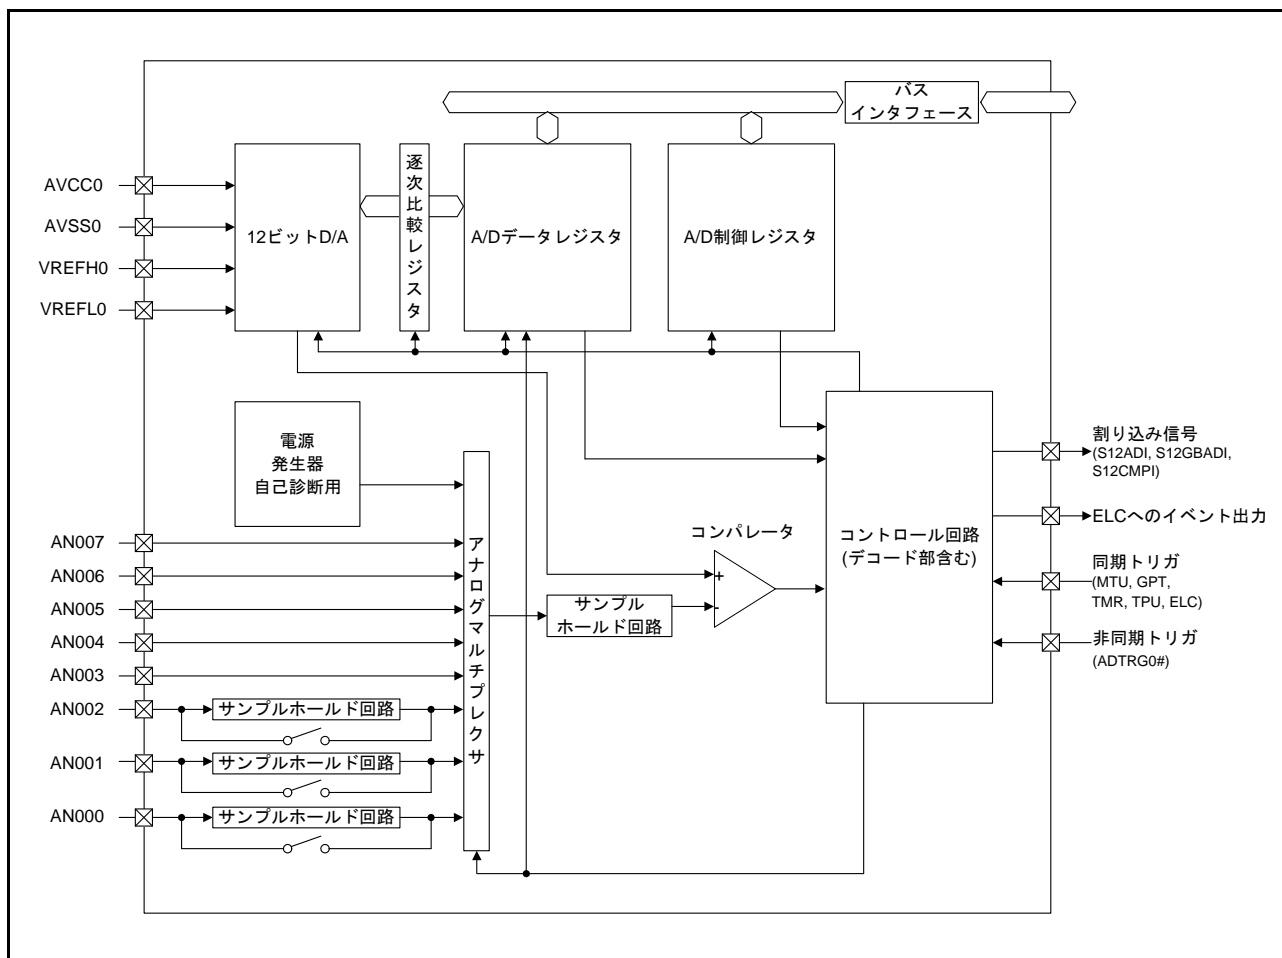 バス
インタフェース
AVCC0
AVSS0
VREFH0
VREFL0
12ビットD/A
逐次比較レジスタ
A/Dデータレジスタ
A/D制御レジスタ
電源
発生器
自己診断用
アナログマルチプレクサ
AN007
AN006
AN005
AN004
AN003
AN002
サンプルホールド回路
AN001
サンプルホールド回路
AN000
サンプルホールド回路
サンプル
ホールド回路
コンパレータ
+
-
コントロール回路
(デコード部含む)
割り込み信号
(S12ADI, S12GBADI,
S12CMPI)
ELCへのイベント出力
同期トリガ
(MTU, GPT,
TMR, TPU, ELC)
非同期トリガ
(ADTRG0#)